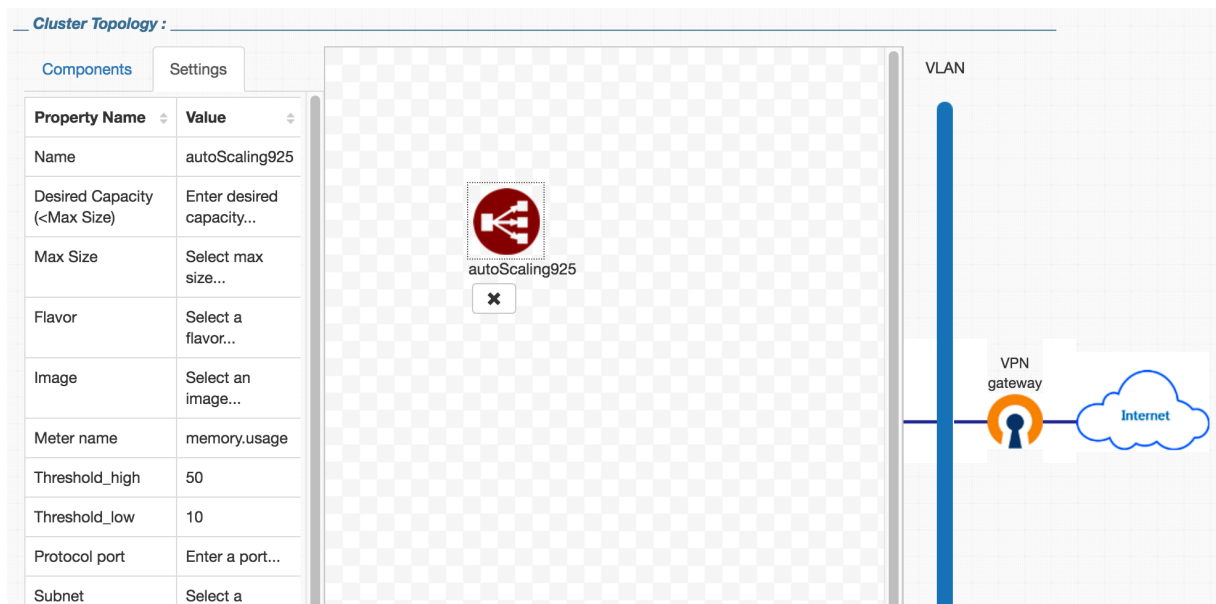 Cluster Topology :
Components
Settings
Property Name
Value
Name
autoScaling925
Desired Capacity
(<Max Size)
Enter desired
capacity...
Max Size
Select max
size...
Flavor
Select a
flavor...
Image
Select an
image...
Meter name
memory.usage
Threshold_high
50
Threshold_low
10
Protocol port
Enter a port...
Subnet
Select a
autoScaling925
VLAN
VPN
gateway
Internet